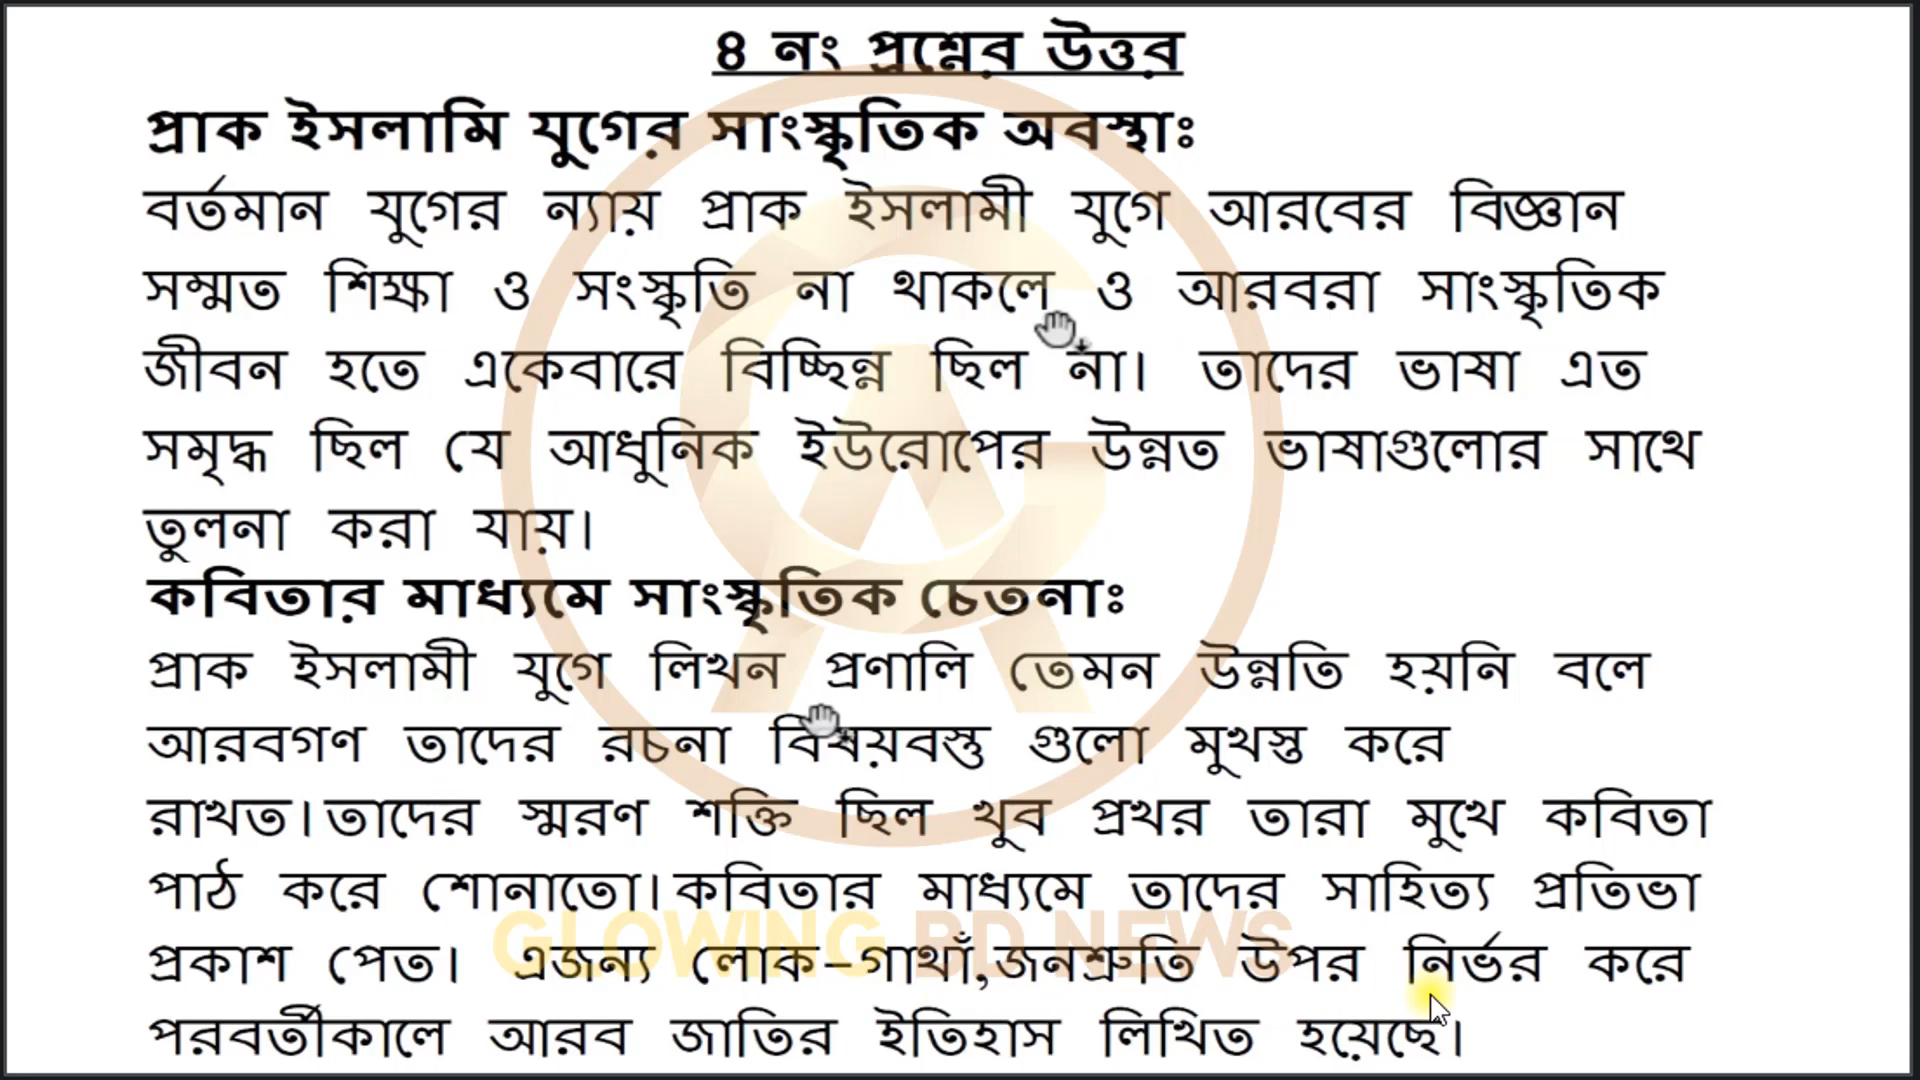 ৪ নং প্রশ্নের উত্তর
প্রাক ইসলামি যুগের সাংস্কৃতিক অবস্থাঃ
বর্তমান যুগের ন্যায় প্রাক ইসলামী যুগে আরবের বিজ্ঞান
সম্মত শিক্ষা ও সংস্কৃতি না থাকলে ও আরবরা সাংস্কৃতিক
জীবন হতে একেবারে বিচ্ছিন্ন ছিল না। তাদের ভাষা এত
সমৃদ্ধ ছিল যে আধুনিক ইউরোপের উন্নত ভাষাগুলোর সাথে
তুলনা করা যায়।
কবিতার মাধ্যমে সাংস্কৃতিক চেতনাঃ
প্রাক ইসলামী যুগে লিখন প্রণালি তেমন উন্নতি হয়নি বলে
আরবগণ তাদের রচনা বিষয়বস্তু গুলো মুখস্ত করে
রাখত।তাদের স্মরণ শক্তি ছিল খুব প্রখর তারা মুখে কবিতা
পাঠ করে শোনাতো।কবিতার মাধ্যমে তাদের সাহিত্য প্রতিভা
প্রকাশ পেত। এজন্য লোক-গাথাঁ,জনশ্রুতি উপর নির্ভর করে
পরবর্তীকালে আরব জাতির ইতিহাস লিখিত হয়েছে।
GLOWING BD NEWS